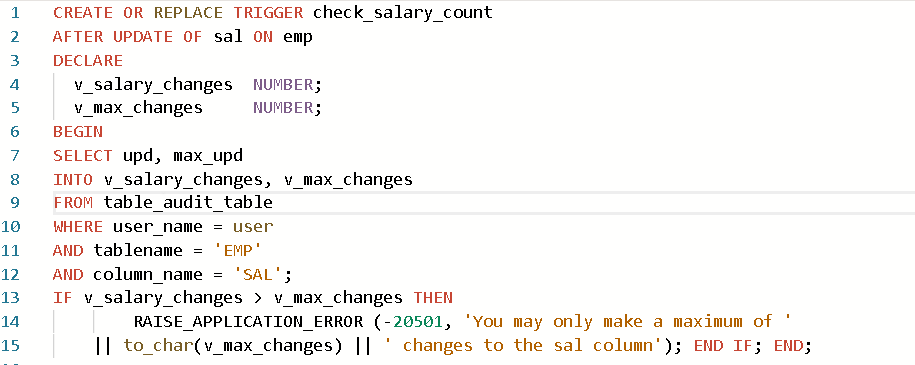 1 CREATE OR REPLACE TRIGGER check_salary_count
2 AFTER UPDATE OF sal ON emp
3 DECLARE
4 v_salary_changes NUMBER;
5 v_max_changes NUMBER;
6 BEGIN
7 SELECT upd, max_upd
8 INTO v_salary_changes, v_max_changes
9 FROM table_audit_table
10 WHERE user_name = user
11 AND tablename = 'EMP'
12 AND column_name = 'SAL';
13 IF v_salary_changes > v_max_changes THEN
14 RAISE_APPLICATION_ERROR (-20501, 'You may only make a maximum of '
15 || to_char(v_max_changes) || ' changes to the sal column'); END IF; END;